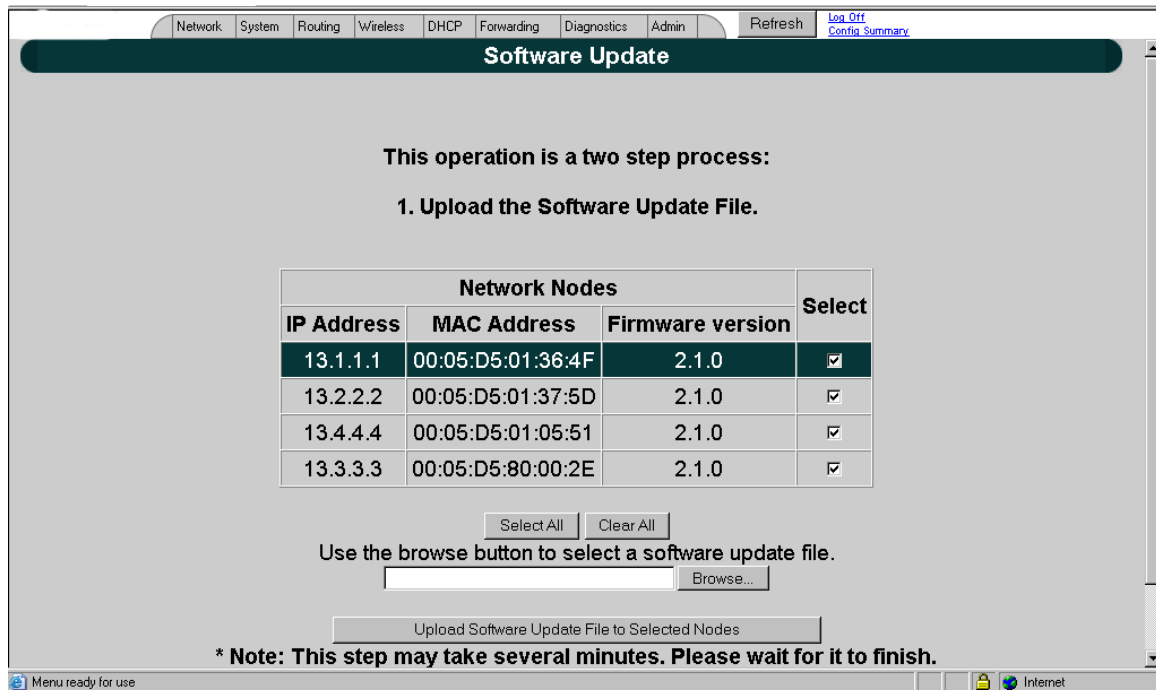 Network System Routing Wireless DHCP Forwarding Diagnostics Admin Refresh Log Off
Config Summary
Software Update
This operation is a two step process:
1. Upload the Software Update File.
Network Nodes Select
IP Address MAC Address Firmware version
13.1.1.1 00:05:D5:01:36:4F 2.1.0
13.2.2.2 00:05:D5:01:37:5D 2.1.0
13.4.4.4 00:05:D5:01:05:51 2.1.0
13.3.3.3 00:05:D5:80:00:2E 2.1.0
Select All Clear All
Use the browse button to select a software update file.
Browse...
Upload Software Update File to Selected Nodes
* Note: This step may take several minutes. Please wait for it to finish.
Menu ready for use Internet